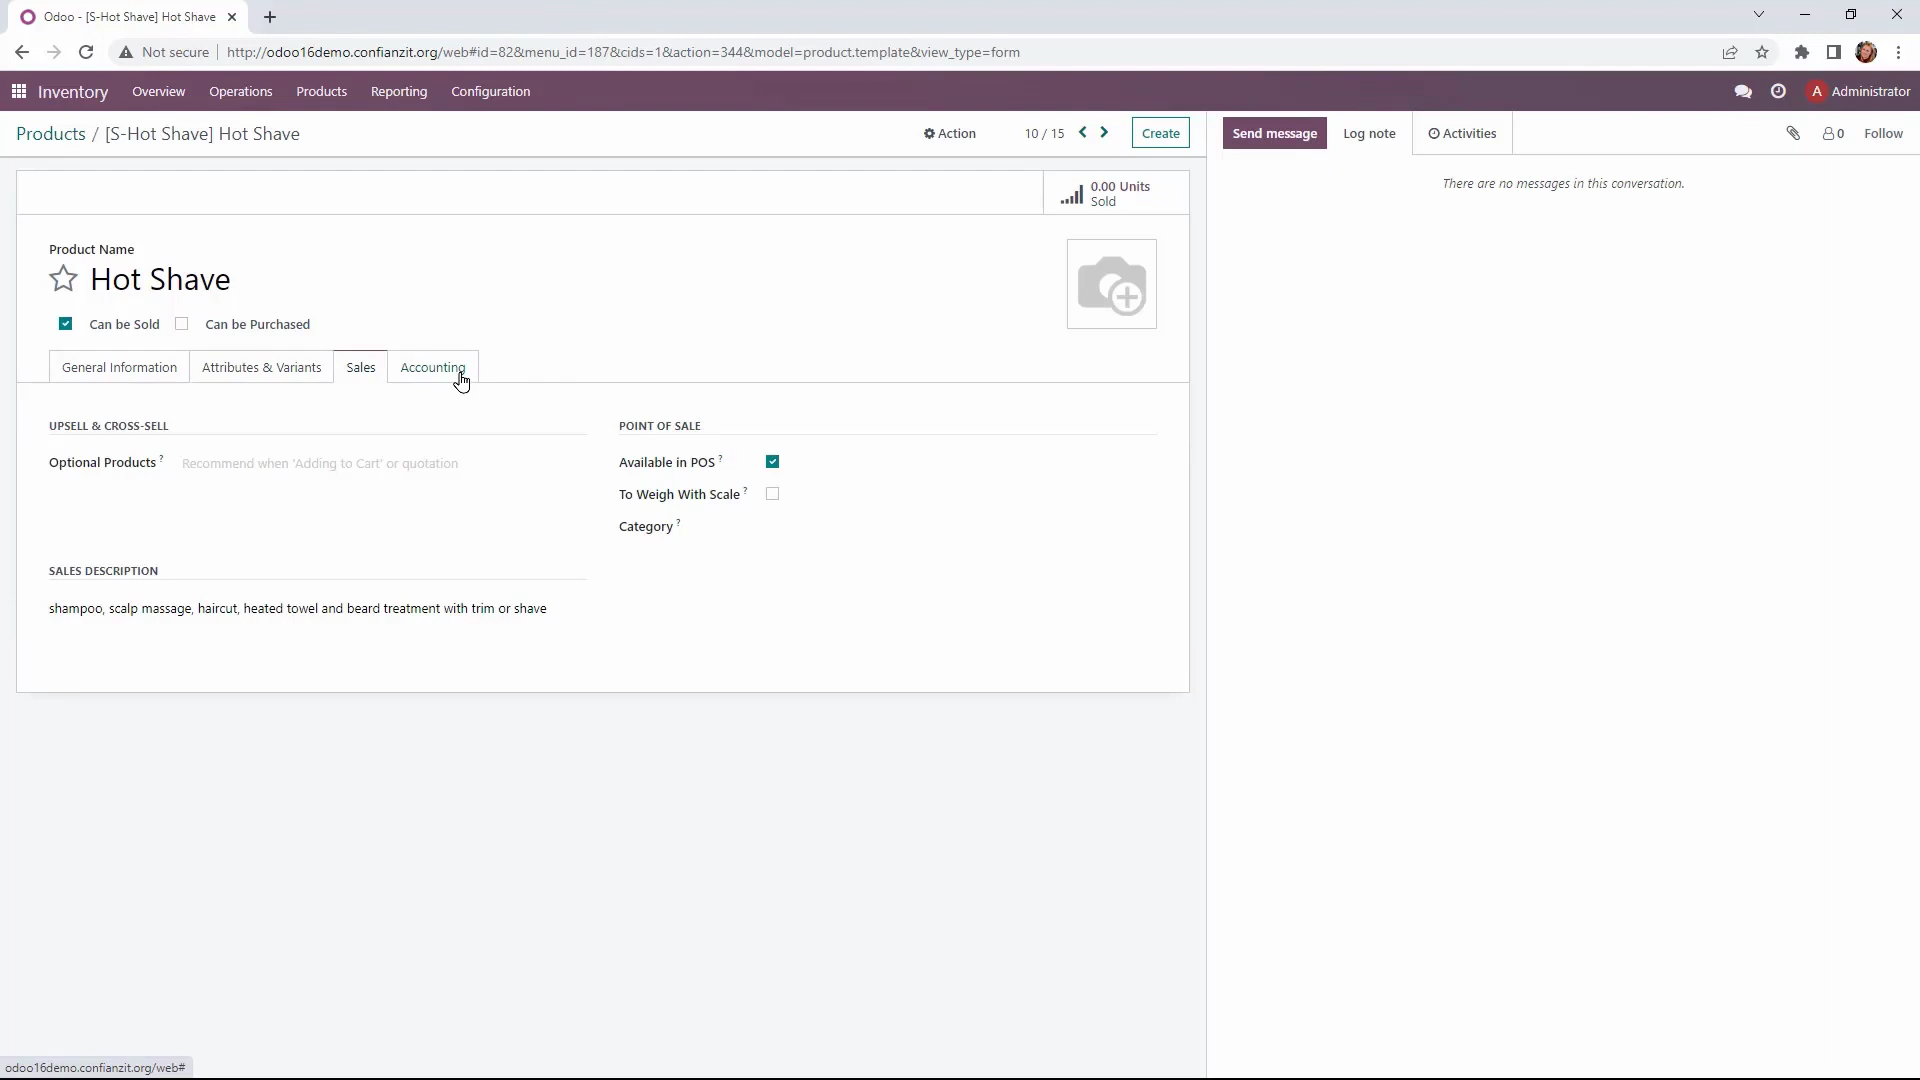 Odoo - [S-Hot Shave] Hot Shave
Not secure http://odoo16demo.confianzit.org/web#id=82&menu_id=187&cids=1&action=344&model=product.template&view_type=form
Inventory Overview Operations Products Reporting Configuration A Administrator
Products / [S-Hot Shave] Hot Shave Action 10 / 15 Create Send message Log note Activities 0 Follow
There are no messages in this conversation.
0.00 Units
Sold
Product Name
Hot Shave
Can be Sold Can be Purchased
General Information Attributes & Variants Sales Accounting
UPSELL & CROSS-SELL POINT OF SALE
Optional Products ? Recommend when 'Adding to Cart' or quotation Available in POS ?
To Weigh With Scale ?
Category ?
SALES DESCRIPTION
shampoo, scalp massage, haircut, heated towel and beard treatment with trim or shave
odoo16demo.confianzit.org/web#